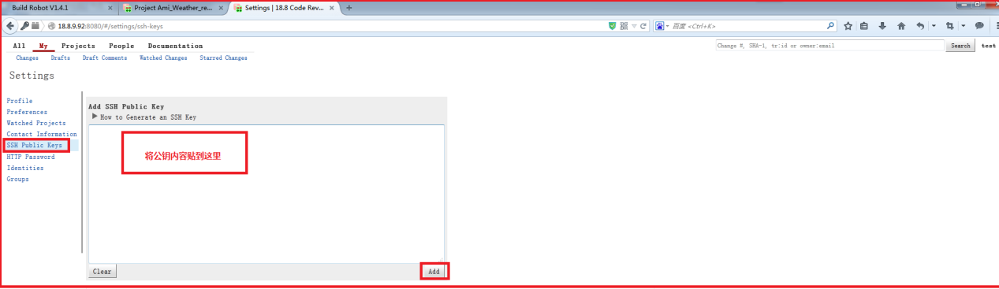 Build Robot V1.4.1 × Project Ami_Weather_re... × Settings | 18.8 Code Rev... × +
18.8.9.92:8080/#/settings/ssh-keys 百度 <Ctrl+K>
All My Projects People Documentation
Change #, SHA-1, tr:id or owner:email Search test
Changes Drafts Draft Comments Watched Changes Starred Changes
Settings
Profile
Preferences
Watched Projects
Contact Information
SSH Public Keys
HTTP Password
Identities
Groups
Add SSH Public Key
How to Generate an SSH Key
将公钥内容贴到这里
Clear Add